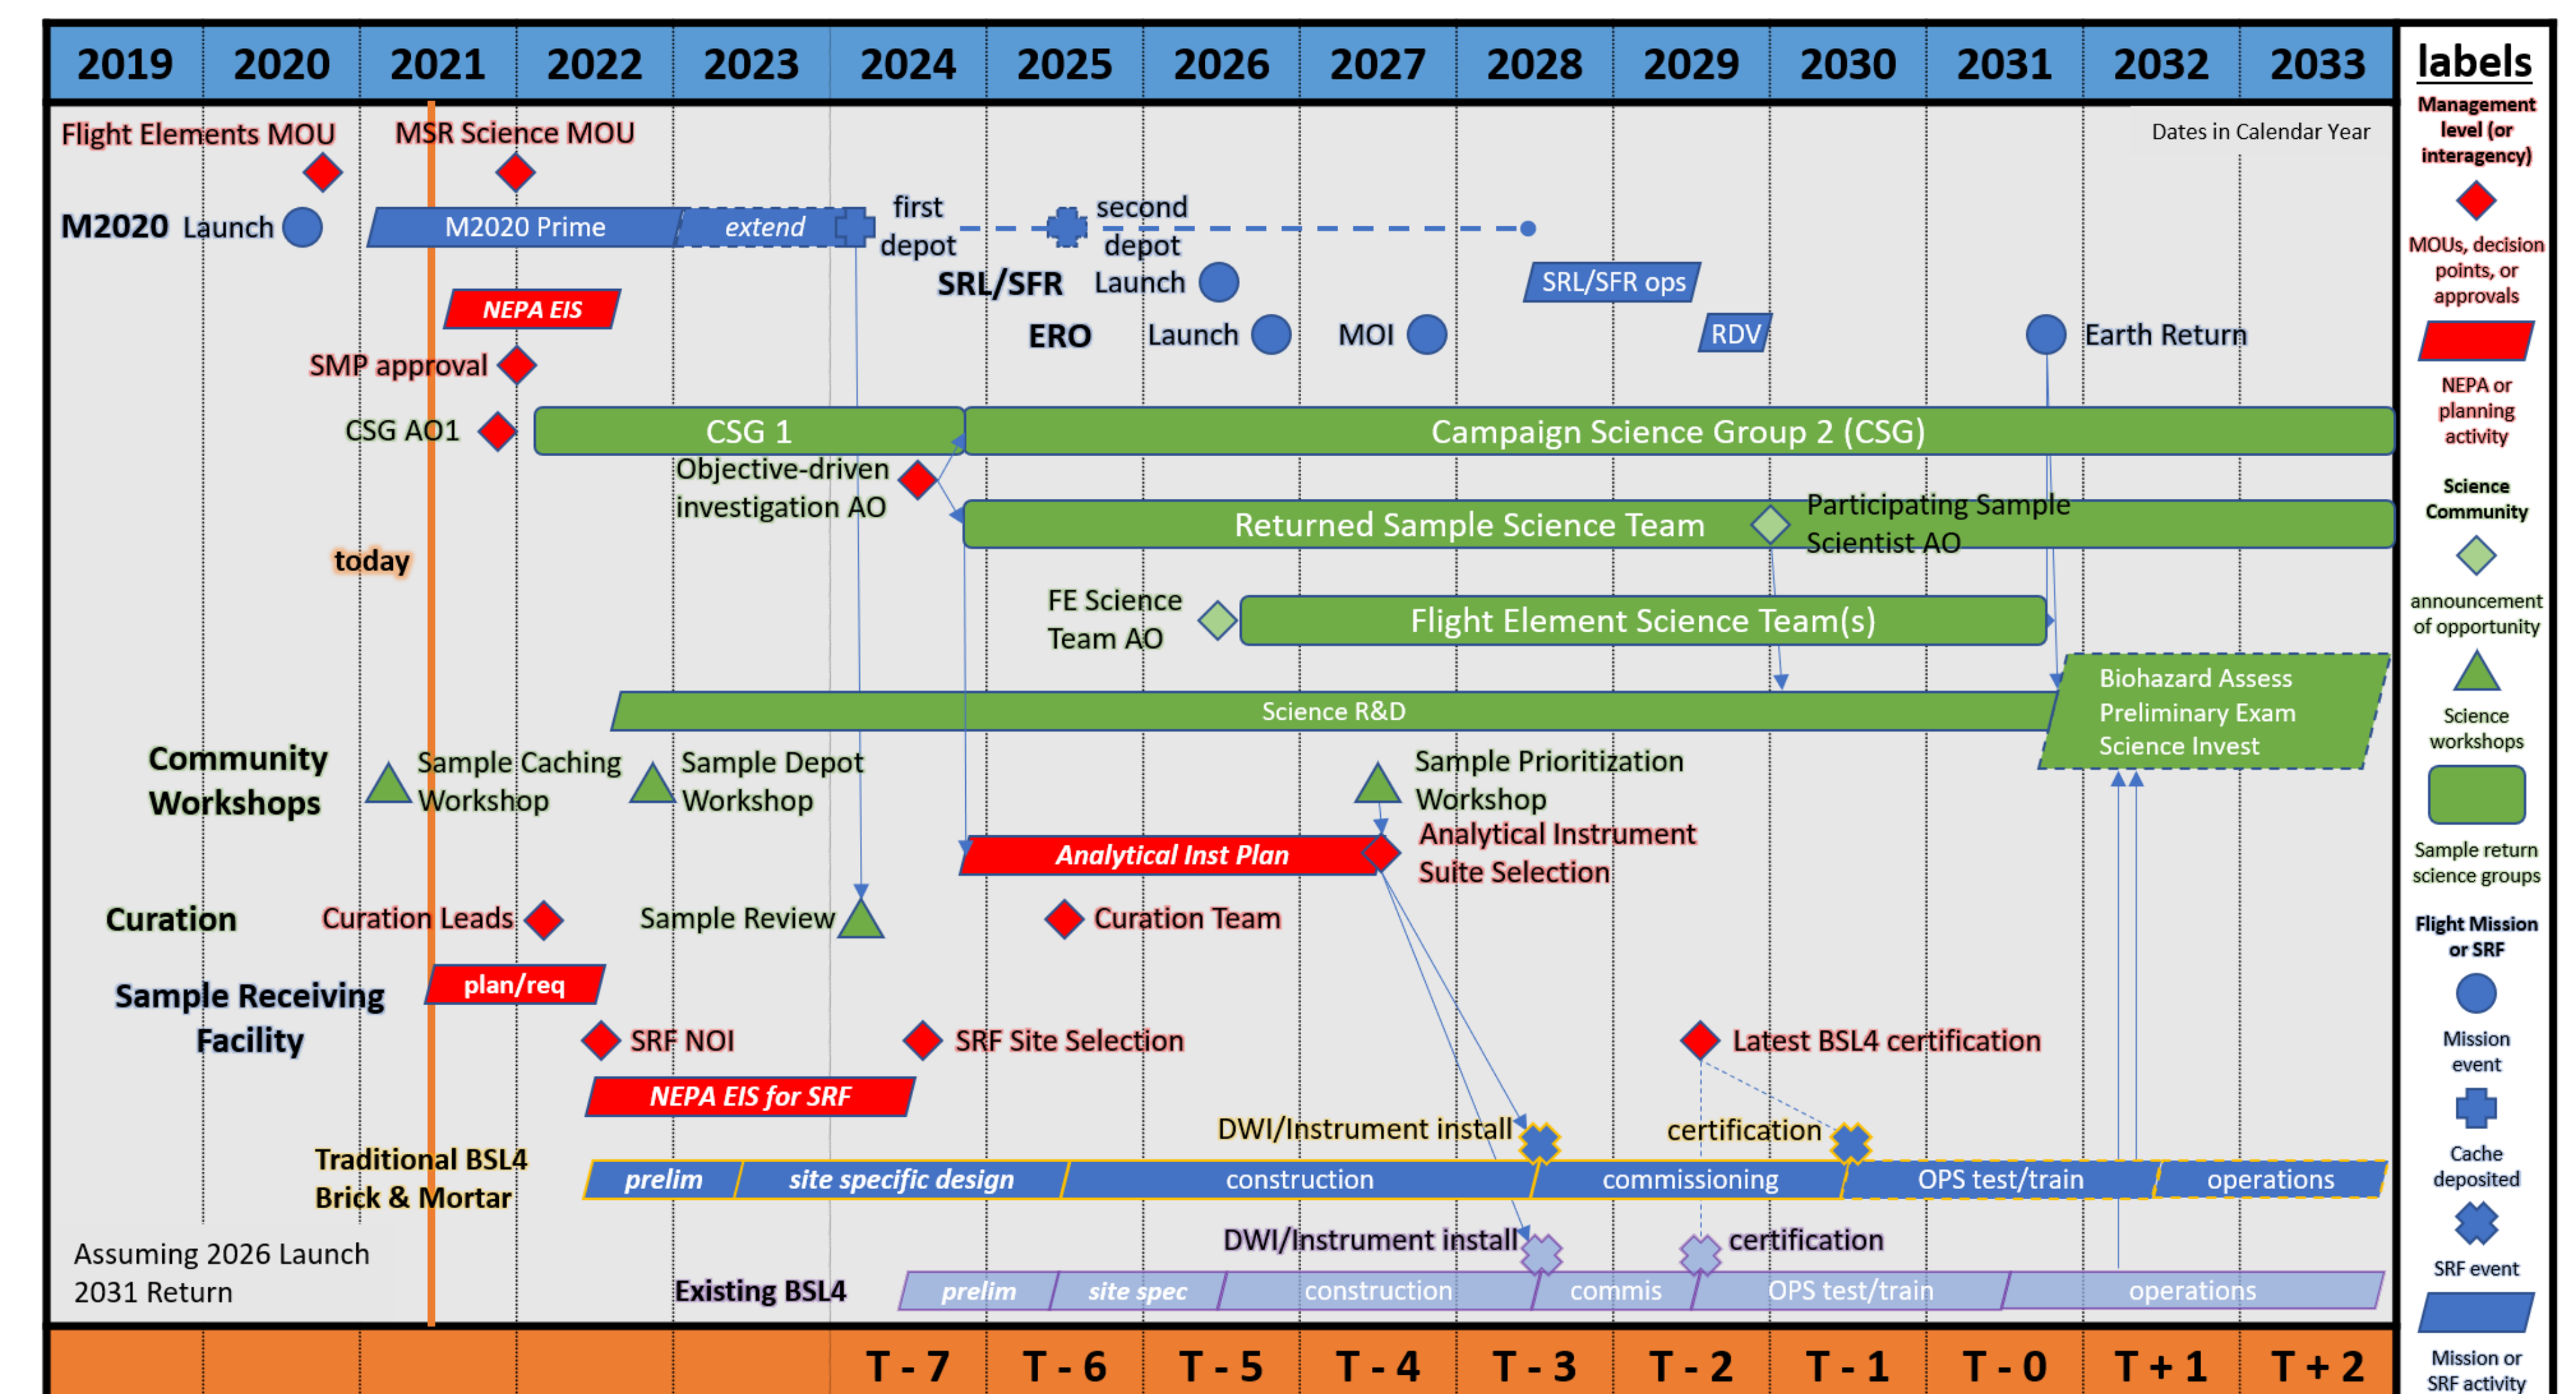 2019 2020 2021 2022 2023 2024 2025 2026 2027 2028 2029 2030 2031 2032 2033
Dates in Calendar Year
Flight Elements MOU
MSR Science MOU
M2020 Launch
M2020 Prime
extend
first
depot
second
depot
SRL/SFR Launch
SRL/SFR ops
NEPA EIS
ERO Launch
MOI
RDV
Earth Return
SMP approval
CSG AO1
CSG 1
Campaign Science Group 2 (CSG)
Objective-driven
investigation AO
Returned Sample Science Team
Participating Sample
Scientist AO
today
FE Science
Team AO
Flight Element Science Team(s)
Biohazard Assess
Preliminary Exam
Science Invest
Science R&D
Community
Workshops
Sample Caching
Workshop
Sample Depot
Workshop
Sample Prioritization
Workshop
Analytical Inst Plan
Analytical Instrument
Suite Selection
Curation
Curation Leads
Sample Review
Curation Team
Sample Receiving
Facility
plan/req
SRF NOI
SRF Site Selection
Latest BSL4 certification
NEPA EIS for SRF
DWI/Instrument install
certification
Traditional BSL4
Brick & Mortar
prelim
site specific design
construction
commissioning
OPS test/train
operations
DWI/Instrument install
certification
Assuming 2026 Launch
2031 Return
Existing BSL4
prelim
site spec
construction
commis
OPS test/train
operations
T - 7 T - 6 T - 5 T - 4 T - 3 T - 2 T - 1 T - 0 T + 1 T + 2
labels
Management
level (or
interagency)
MOUs, decision
points, or
approvals
NEPA or
planning
activity
Science
Community
announcement
of opportunity
Science
workshops
Sample return
science groups
Flight Mission
or SRF
Mission
event
Cache
deposited
SRF event
Mission or
SRF activity